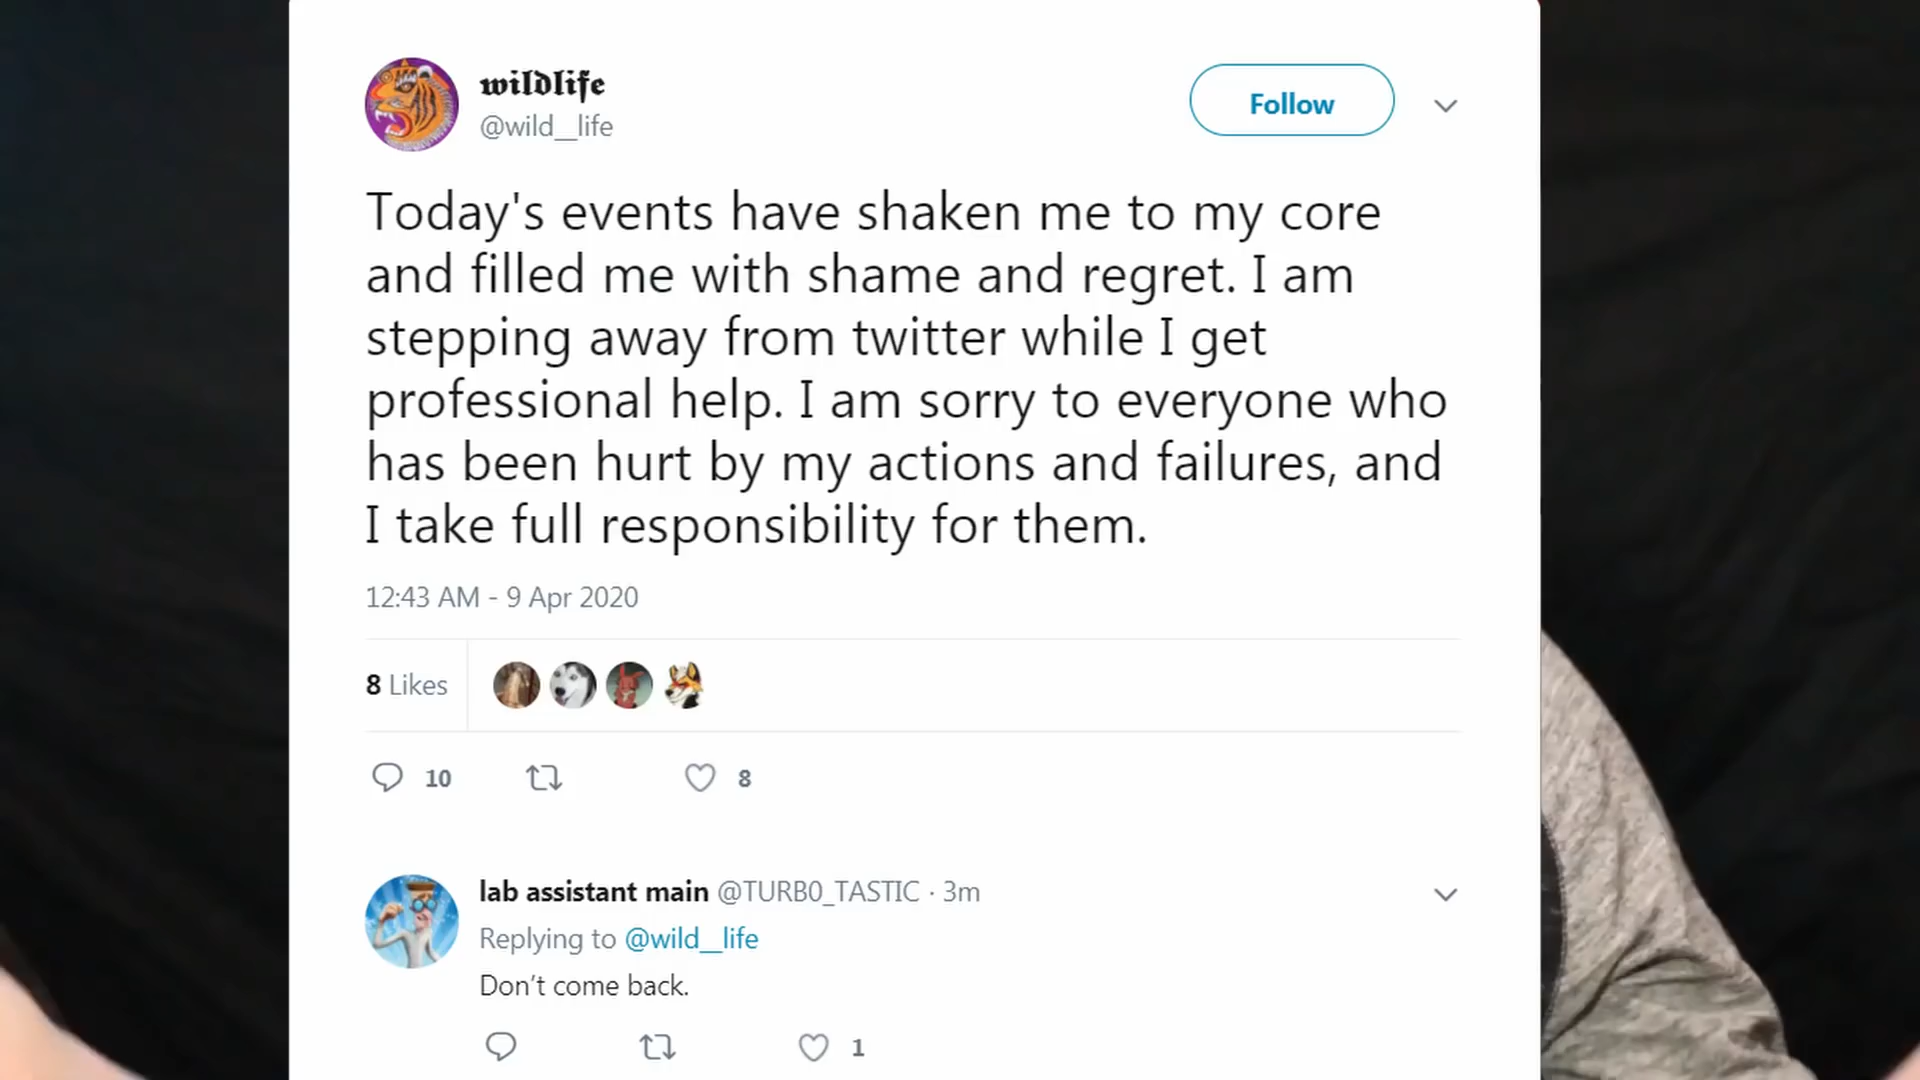 wildlife
@wild__life
Follow
Today's events have shaken me to my core
and filled me with shame and regret. I am
stepping away from twitter while I get
professional help. I am sorry to everyone who
has been hurt by my actions and failures, and
I take full responsibility for them.
12:43 AM - 9 Apr 2020
8 Likes
10 8
lab assistant main @TURB0_TASTIC · 3m
Replying to @wild__life
Don’t come back.
1